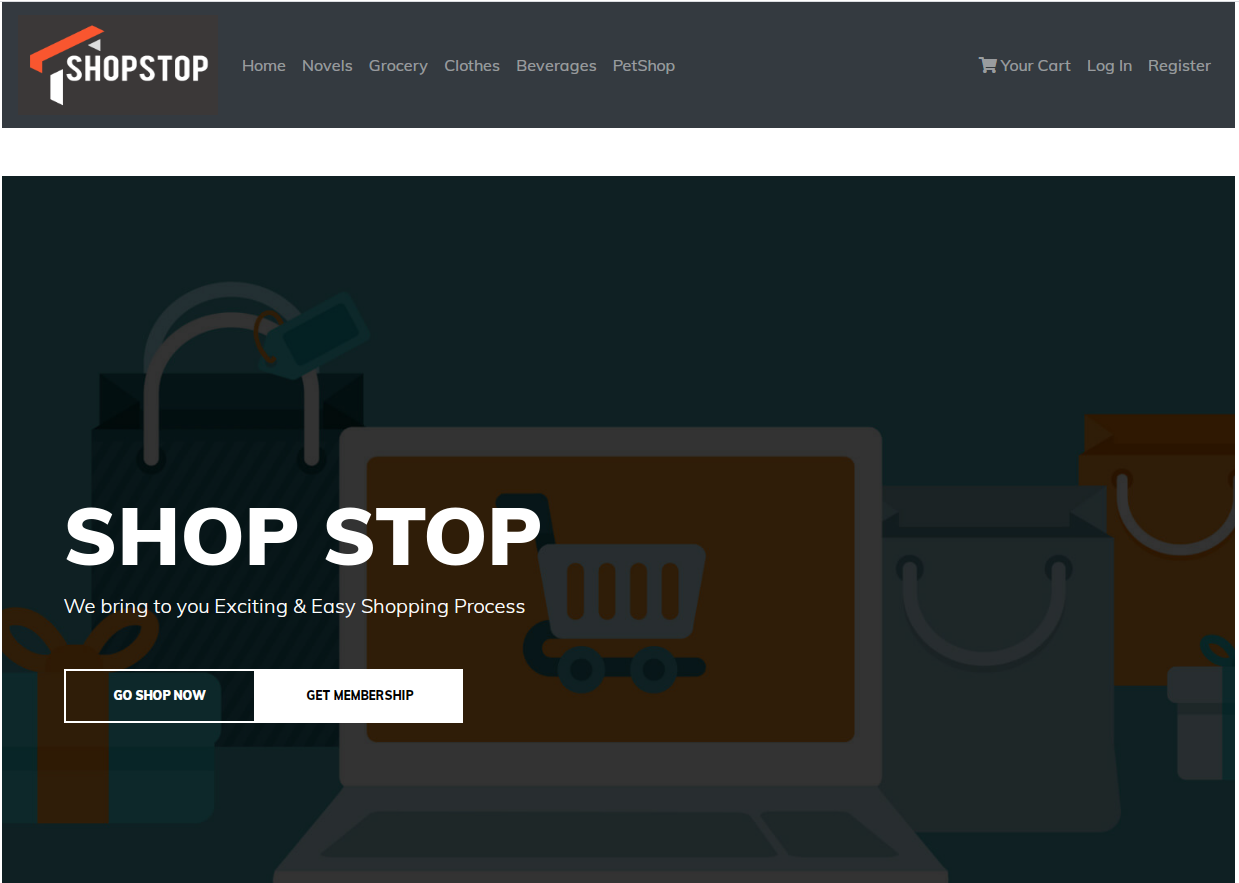 SHOPSTOP
Home Novels Grocery Clothes Beverages PetShop Your Cart Log In Register
SHOP STOP
We bring to you Exciting & Easy Shopping Process
GO SHOP NOW GET MEMBERSHIP